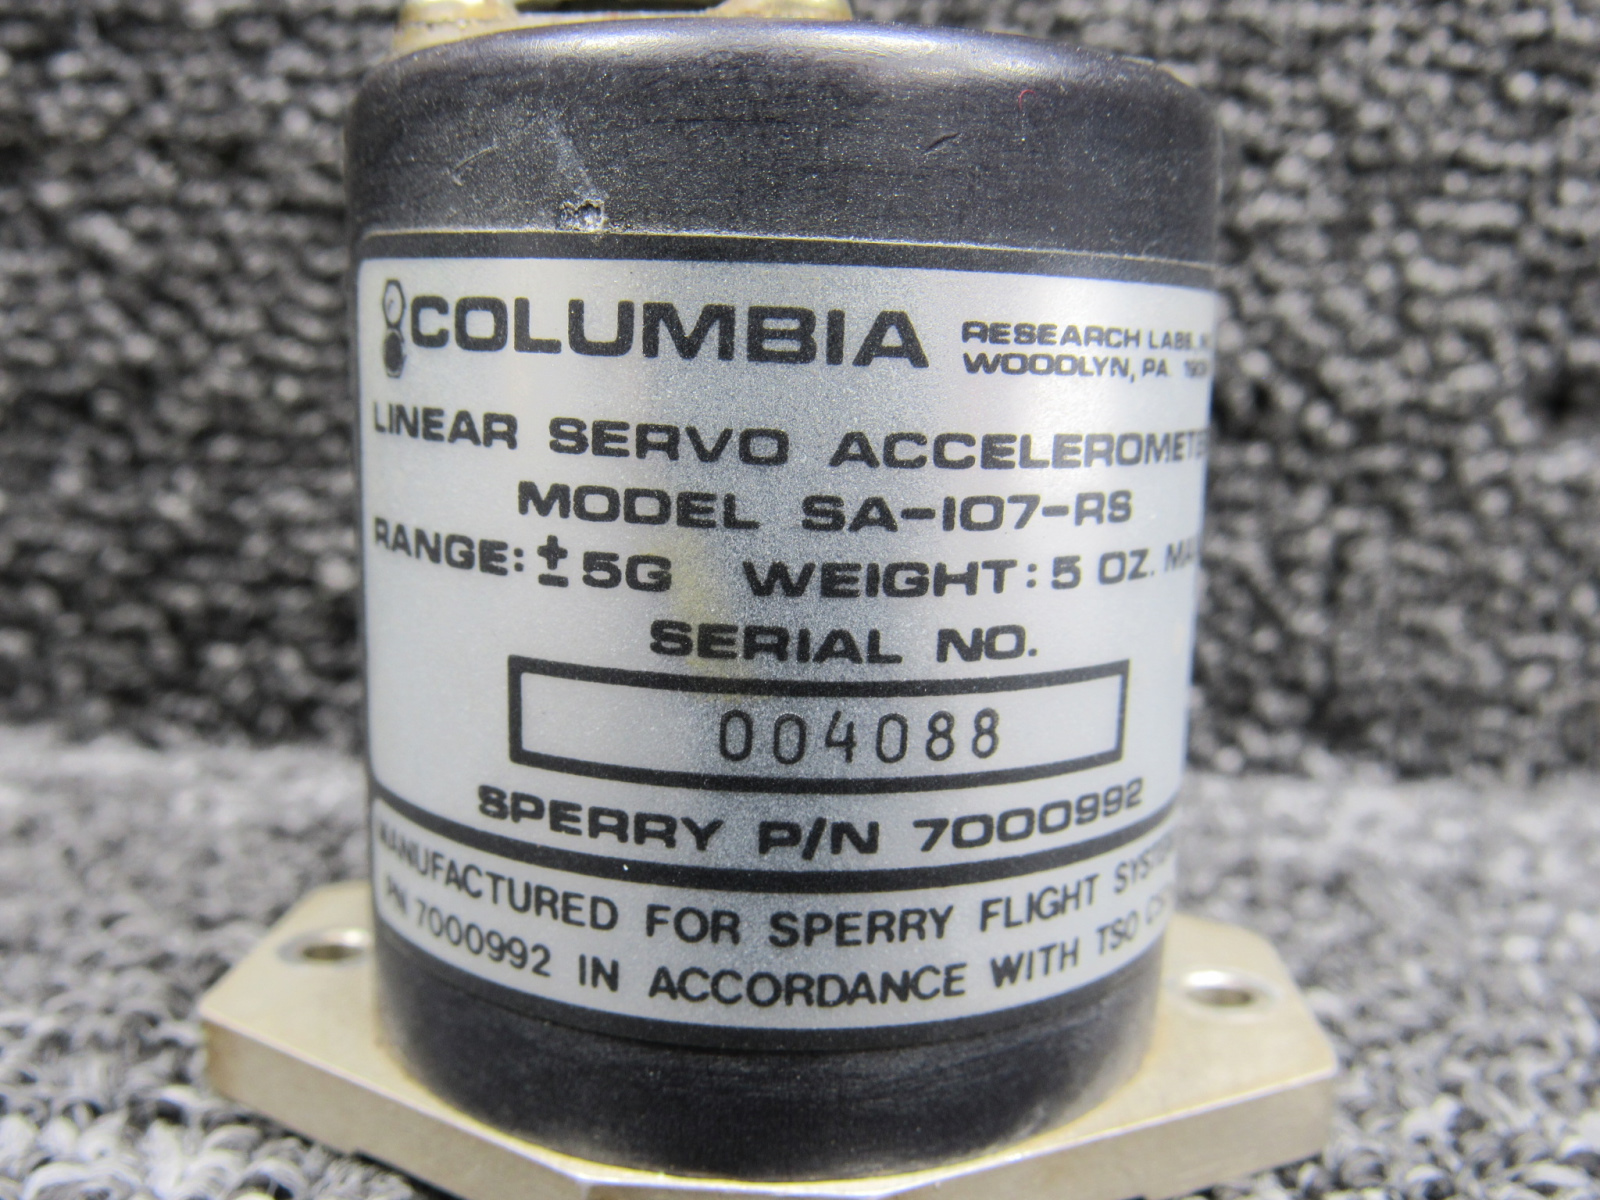 COLUMBIA
RESEARCH LABS.
WOODLYN, PA
LINEAR SERVO ACCELEROMETE
MODEL SA-107-RS
RANGE: ± 5G WEIGHT: 5 OZ.
SERIAL NO.
004088
SPERRY P/N 7000992
MANUFACTURED FOR SPERRY FLIGHT
P/N 7000992 IN ACCORDANCE WITH TSO